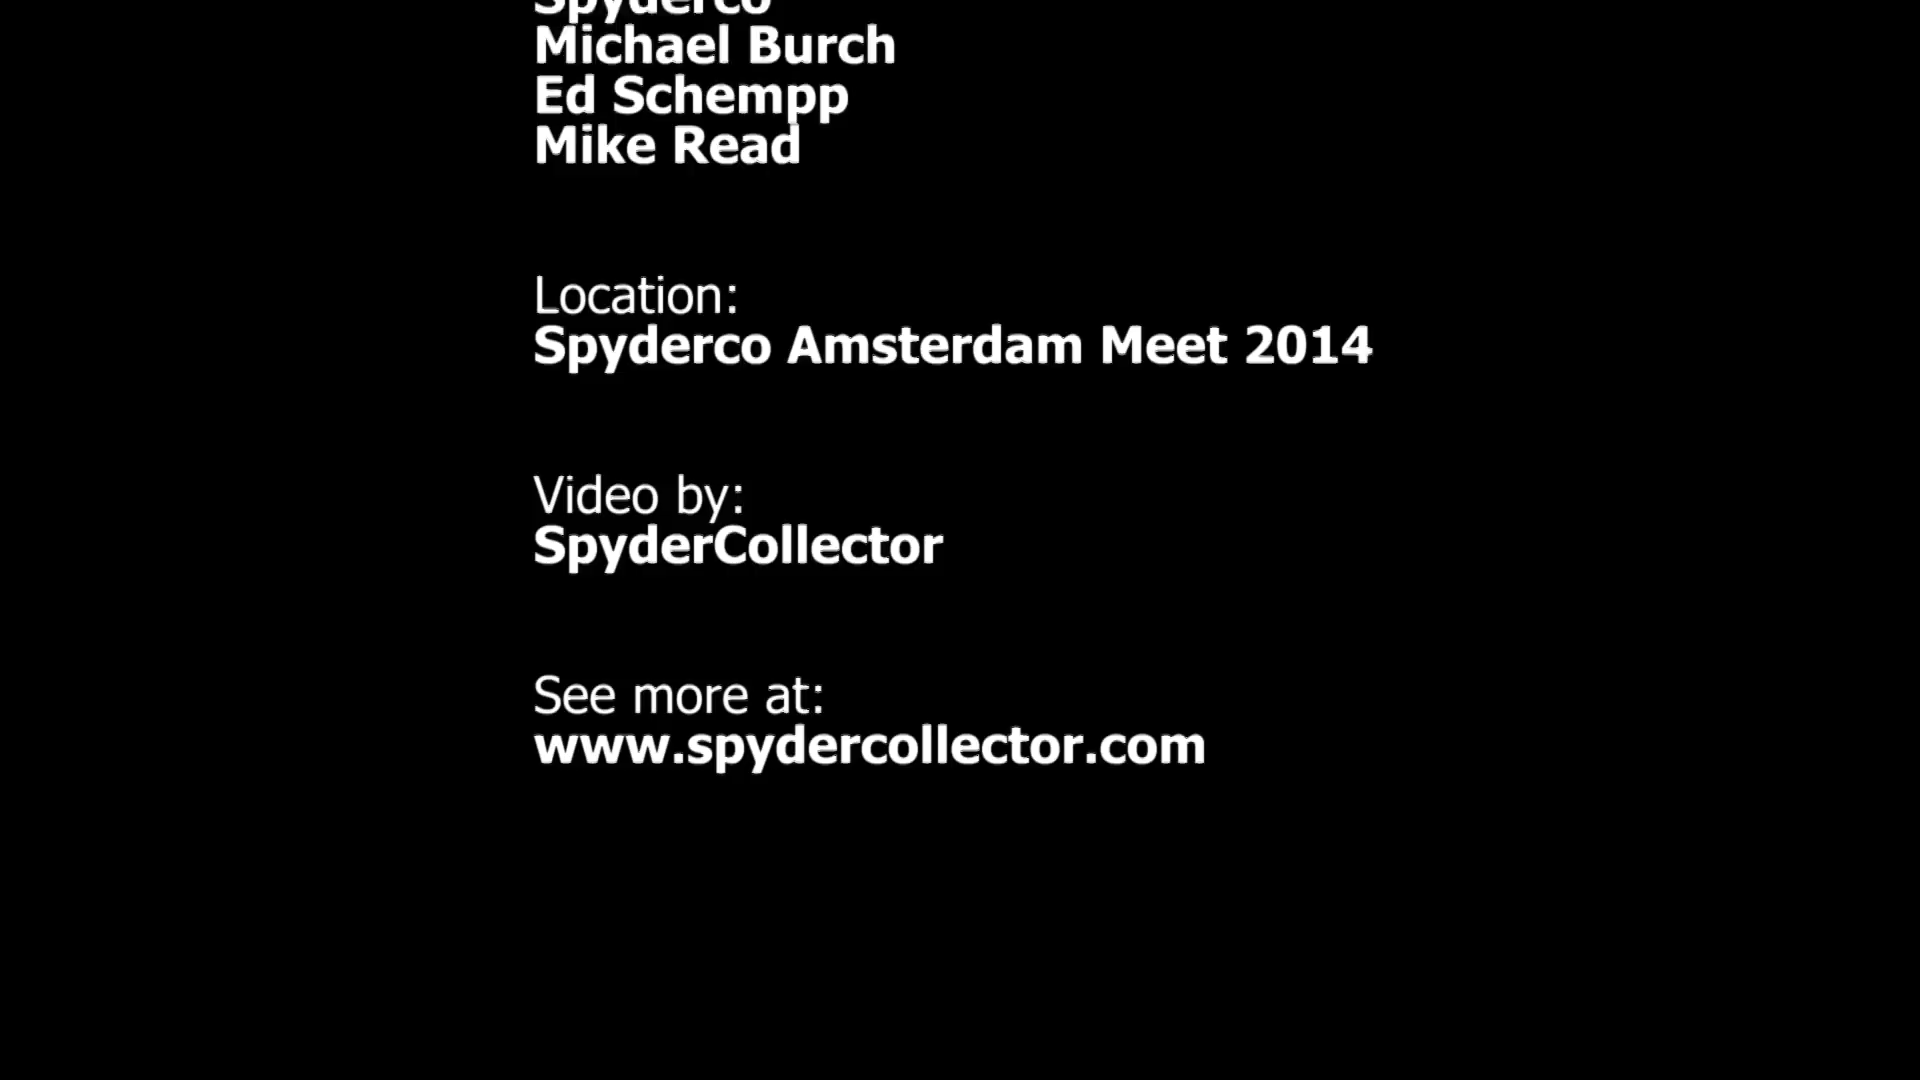 Spyderco
Michael Burch
Ed Schempp
Mike Read
Location:
Spyderco Amsterdam Meet 2014
Video by:
SpyderCollector
See more at:
www.spydercollector.com